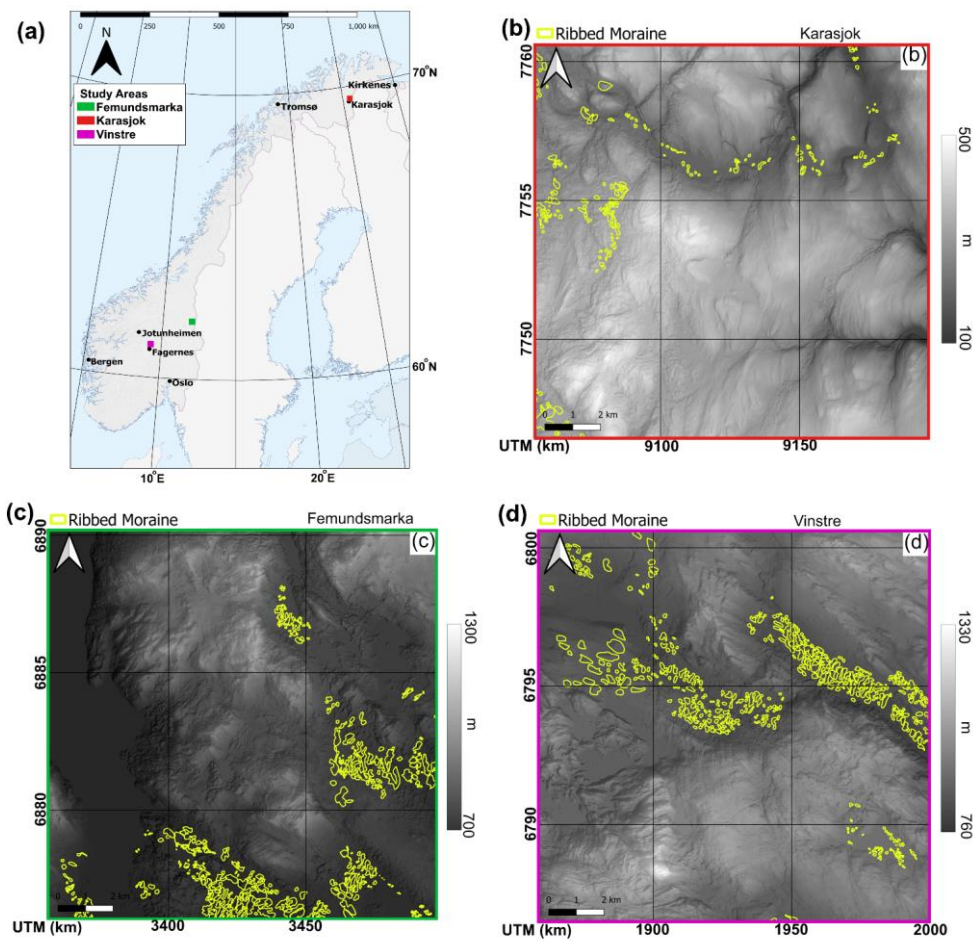 (a)
0 250 500 750 1,000 km
N
Study Areas
Femundsmarka
Karasjok
Vinstre
70°N
Kirkenes
Tromsø
Karasjok
Jotunheimen
Fagernes
Bergen
Oslo
60°N
10°E
20°E
(b)
Ribbed Moraine
Karasjok
(b)
7760
7755
7750
500
m
100
0 1 2 km
UTM (km)
9100
9150
(c)
Ribbed Moraine
Femundsmarka
(c)
6890
6885
6880
1300
m
700
0 1 2 km
UTM (km)
3400
3450
(d)
Ribbed Moraine
Vinstre
(d)
6800
6795
6790
1330
m
760
0 1 2 km
UTM (km)
1900
1950
2000